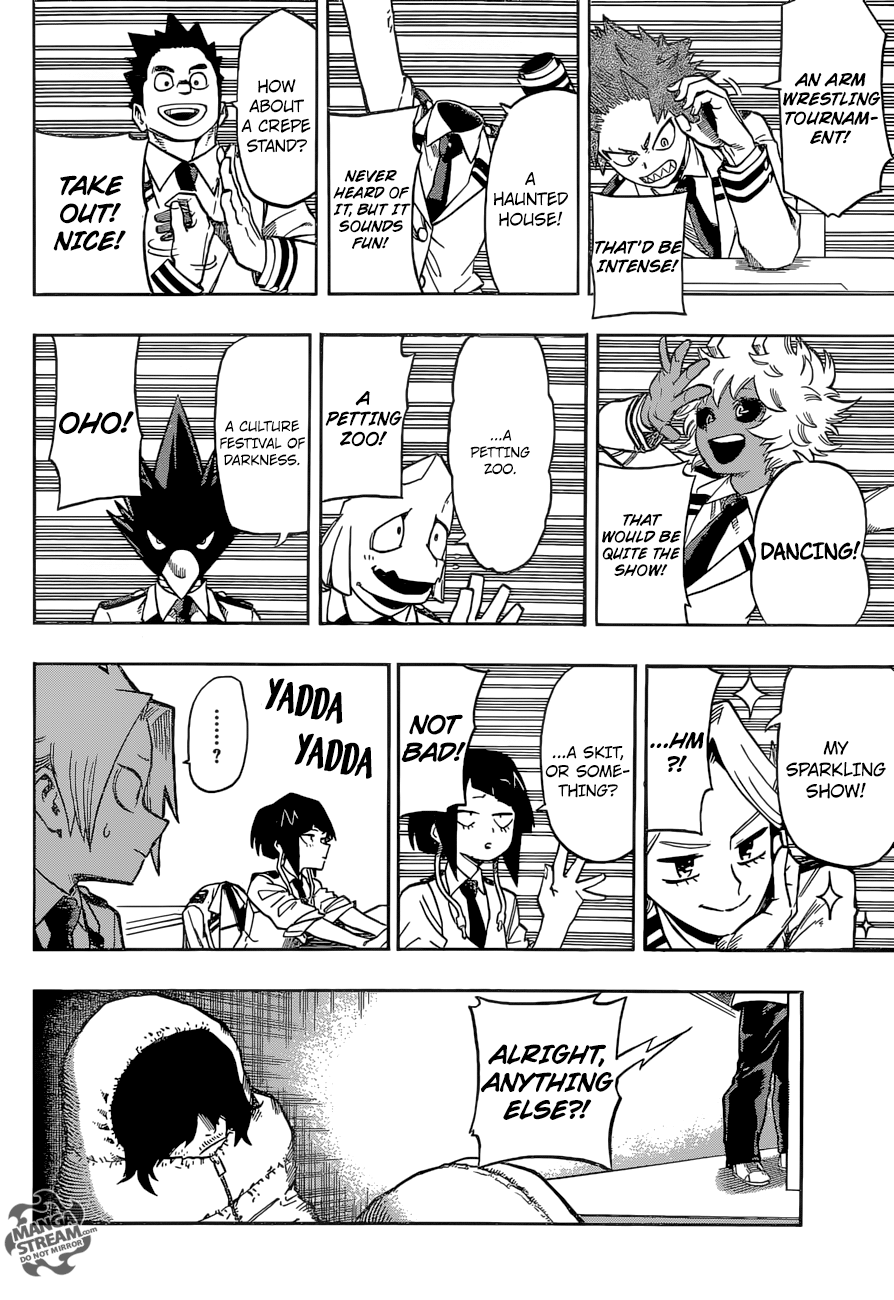 AN ARM
WRESTLING
TOURNAM-
ENT!
THAT'D BE
INTENSE!
A
HAUNTED
HOUSE!
NEVER
HEARD OF
IT, BUT IT
SOUNDS
FUN!
HOW
ABOUT
A CREPE
STAND?
TAKE
OUT!
NICE!
DANCING!
THAT
WOULD BE
QUITE THE
SHOW!
...A
PETTING
ZOO.
A
PETTING
ZOO!
A CULTURE
FESTIVAL OF
DARKNESS.
OHO!
MY
SPARKLING
SHOW!
...HM
?!
...A SKIT,
OR SOME-
THING?
NOT
BAD!
YADDA
YADDA
.......?
ALRIGHT,
ANYTHING
ELSE?!
MANGA
STREAM.com
DO NOT MIRROR